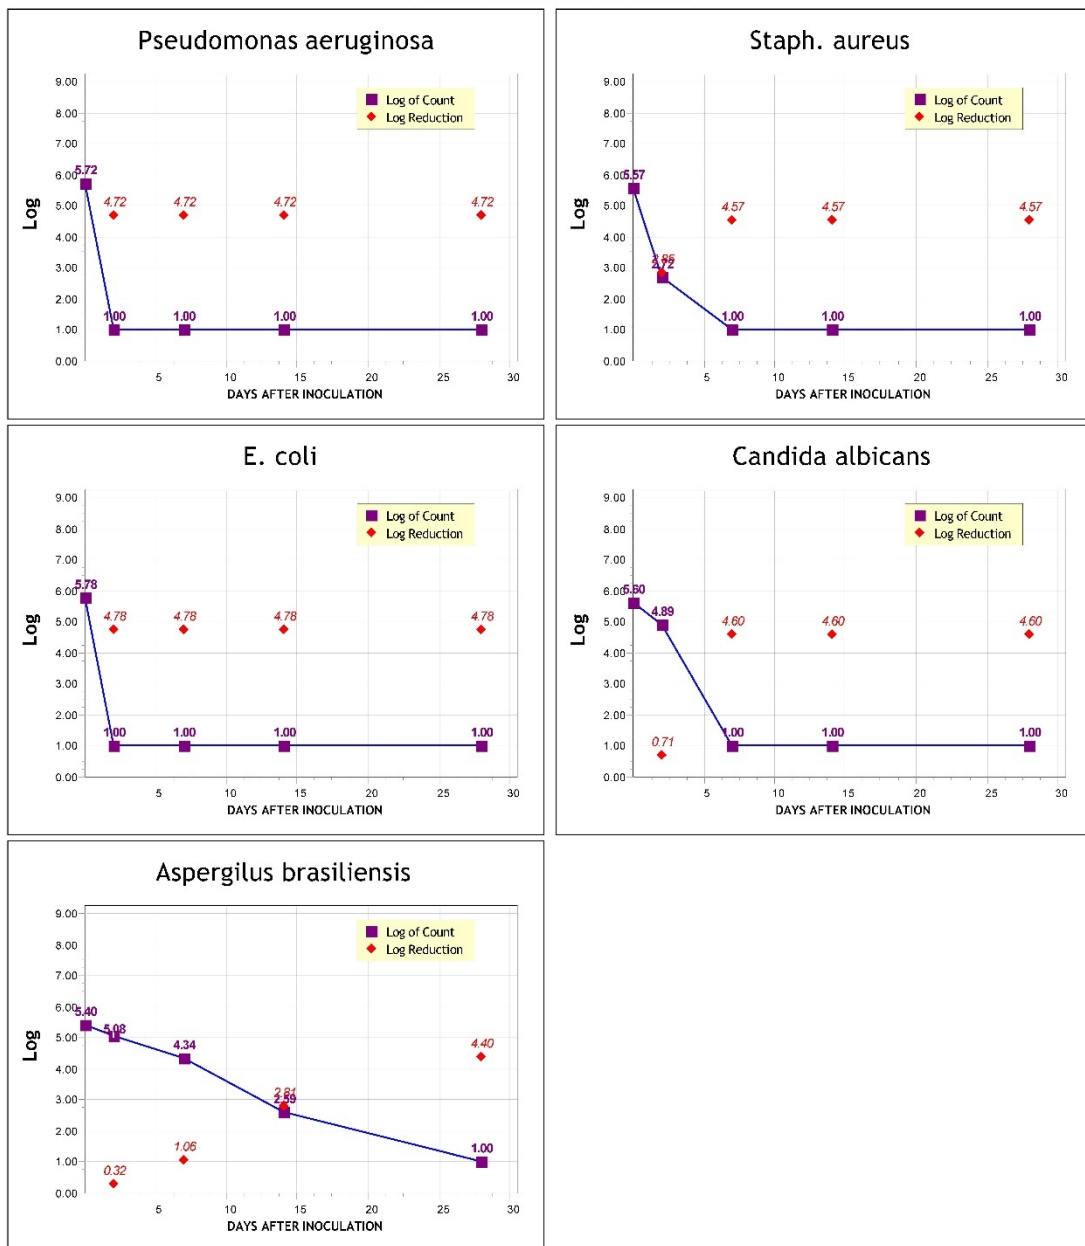 Pseudomonas aeruginosa
9.00
8.00
7.00
6.00
5.00
4.00
3.00
2.00
1.00
0.00
Log
Log of Count
Log Reduction
5.72
4.72 4.72 4.72 4.72
1.00 1.00 1.00 1.00
5 10 15 20 25 30
DAYS AFTER INOCULATION
Staph. aureus
9.00
8.00
7.00
6.00
5.00
4.00
3.00
2.00
1.00
0.00
Log
Log of Count
Log Reduction
5.57
4.57 4.57 4.57
2.85
2.72
1.00 1.00 1.00
5 10 15 20 25 30
DAYS AFTER INOCULATION
E. coli
9.00
8.00
7.00
6.00
5.00
4.00
3.00
2.00
1.00
0.00
Log
Log of Count
Log Reduction
5.78
4.78 4.78 4.78 4.78
1.00 1.00 1.00 1.00
5 10 15 20 25 30
DAYS AFTER INOCULATION
Candida albicans
9.00
8.00
7.00
6.00
5.00
4.00
3.00
2.00
1.00
0.00
Log
Log of Count
Log Reduction
5.60
4.89
4.60 4.60 4.60
1.00 1.00 1.00
0.71
5 10 15 20 25 30
DAYS AFTER INOCULATION
Aspergilus brasiliensis
9.00
8.00
7.00
6.00
5.00
4.00
3.00
2.00
1.00
0.00
Log
Log of Count
Log Reduction
5.40
5.08
4.34
4.40
2.81
2.59
1.00
1.06
0.32
5 10 15 20 25 30
DAYS AFTER INOCULATION